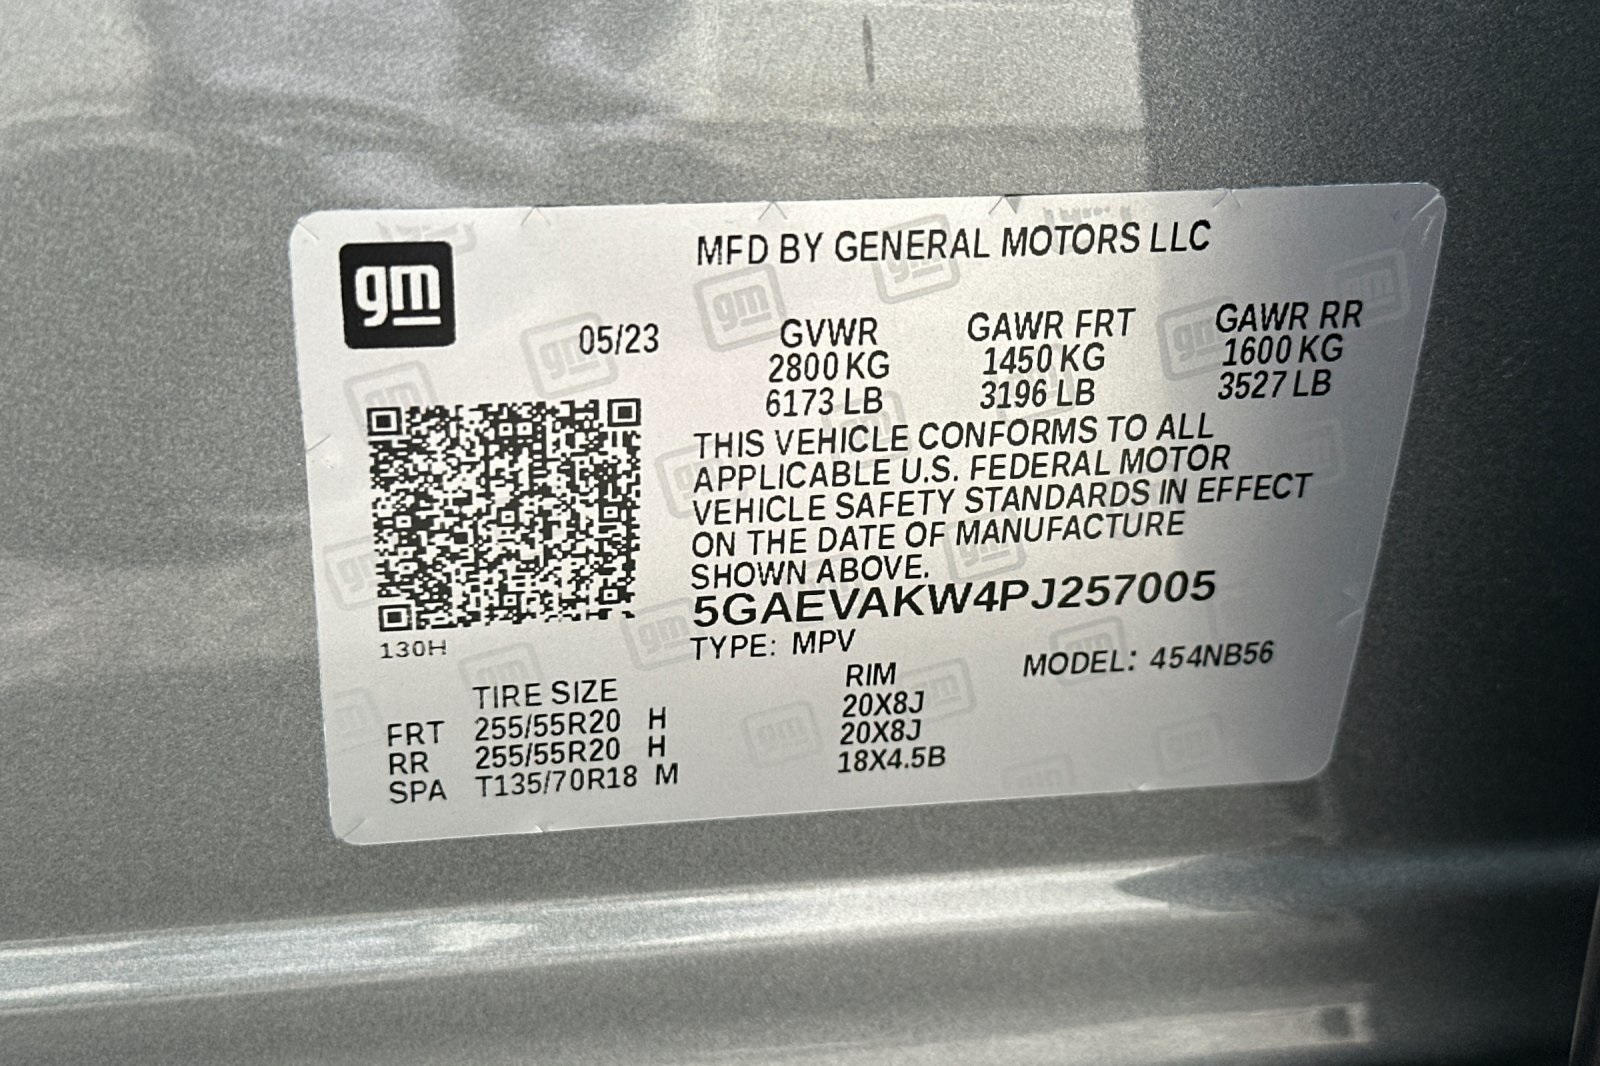 gm
MFD BY GENERAL MOTORS LLC
05/23
GVWR GAWR FRT GAWR RR
2800 KG 1450 KG 1600 KG
6173 LB 3196 LB 3527 LB
THIS VEHICLE CONFORMS TO ALL
APPLICABLE U.S. FEDERAL MOTOR
VEHICLE SAFETY STANDARDS IN EFFECT
ON THE DATE OF MANUFACTURE
SHOWN ABOVE.
5GAEVAKW4PJ257005
130H
TYPE: MPV MODEL: 454NB56
TIRE SIZE RIM
FRT 255/55R20 H 20X8J
RR 255/55R20 H 20X8J
SPA T135/70R18 M 18X4.5B